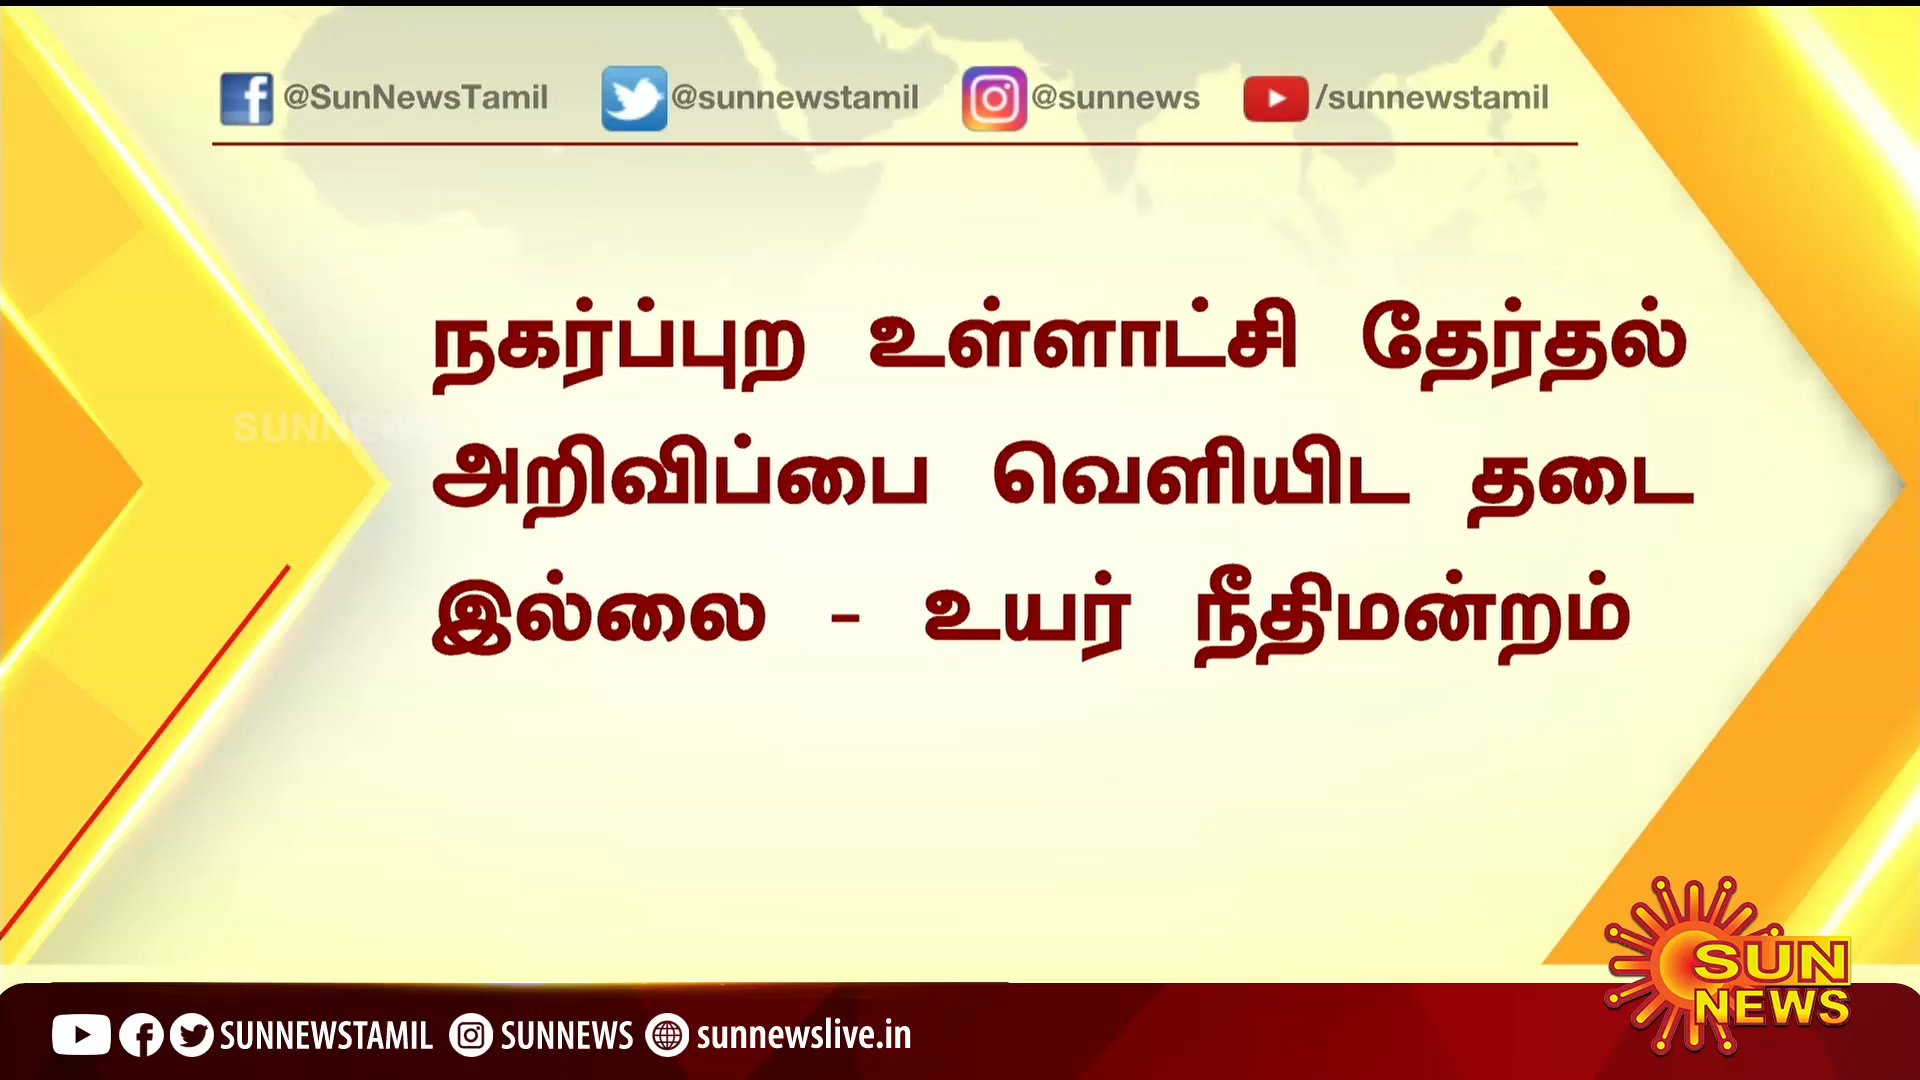 @SunNewsTamil @sunnewstamil @sunnews /sunnewstamil
நகர்ப்புற உள்ளாட்சி தேர்தல்
SUNNEWS
அறிவிப்பை வெளியிட தடை
இல்லை - உயர் நீதிமன்றம்
SUN
NEWS
SUNNEWSTAMIL SUNNEWS sunnewslive.in